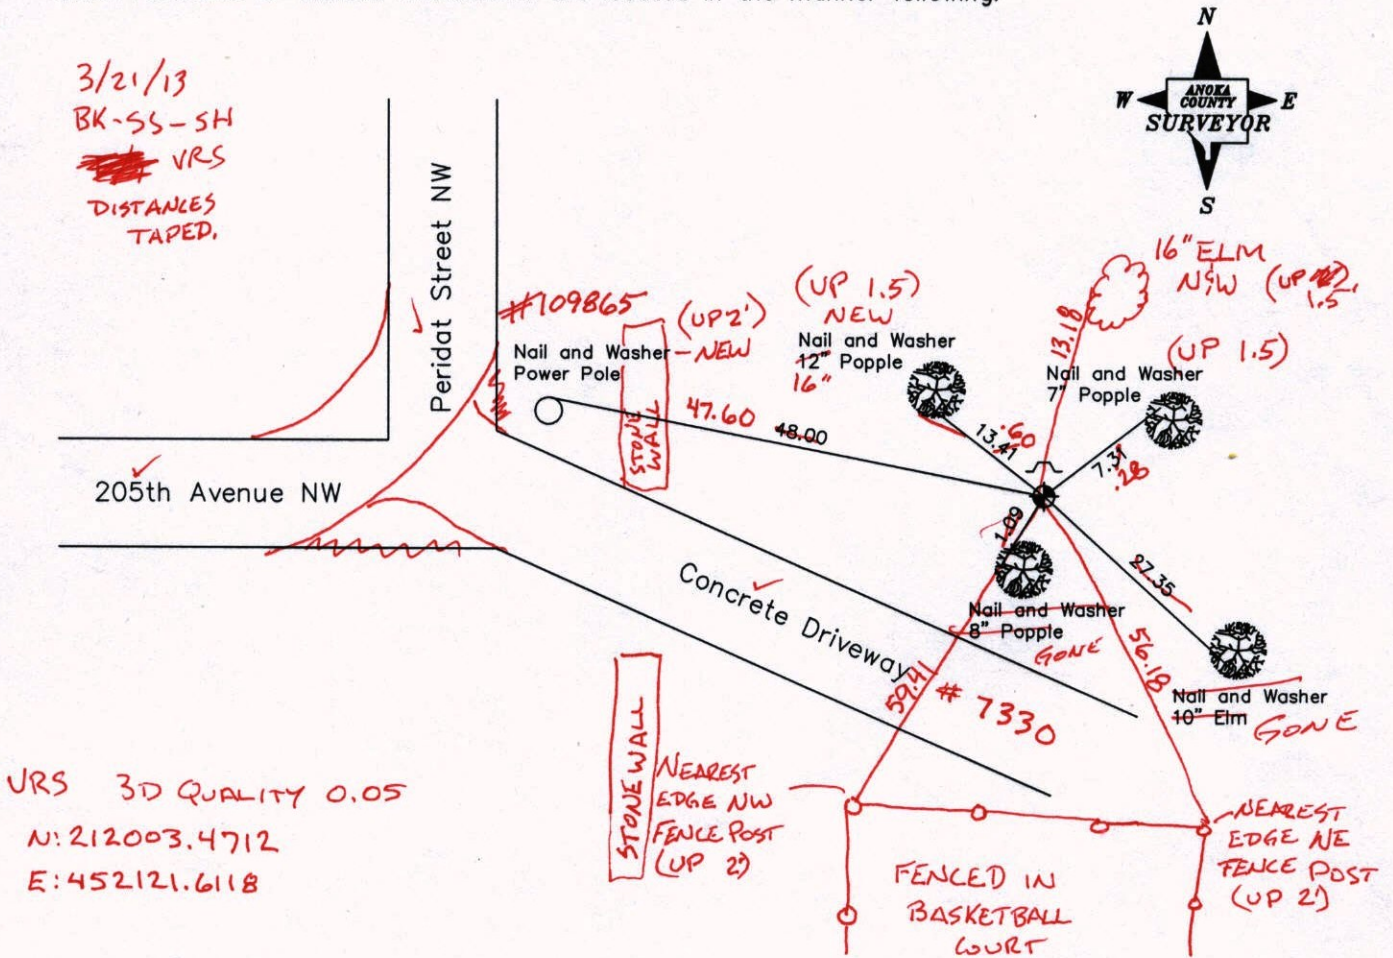 in the manner following:
N
W
E
ANOKA
COUNTY
SURVEYOR
S
3/21/13
BK-SS-SH
VRS
DISTANCES
TAPED.
Peridat Street NW
205th Avenue NW
#109865
(UP 2')
NEW
Nail and Washer
Power Pole
STONE
WALL
47.60
48.00
(UP 1.5)
NEW
Nail and Washer
12" Popple
16"
13.41
.60
16" ELM
N&W (UP
1.5
13.18
(UP 1.5)
Nail and Washer
7" Popple
7.31
.28
1.09
Nail and Washer
8" Popple
GONE
27.35
Nail and Washer
10" Elm
GONE
Concrete Driveway
59.41
56.18
# 7330
STONE WALL
NEAREST
EDGE NW
FENCE POST
(UP 2')
NEAREST
EDGE NE
FENCE POST
(UP 2')
FENCED IN
BASKETBALL
COURT
VRS 3D QUALITY 0.05
N: 212003.4712
E: 452121.6118